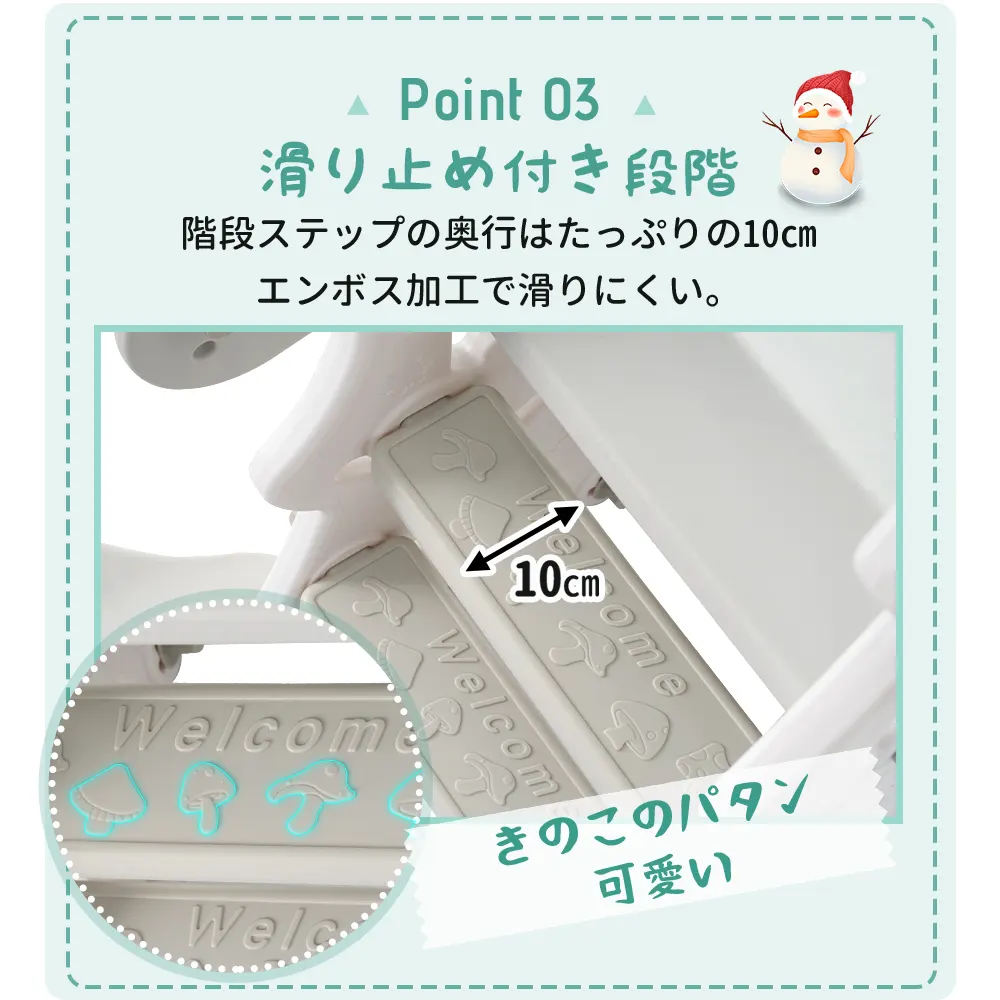 Point 03
滑り止め付き段階
階段ステップの奥行はたっぷりの10㎝
エンボス加工で滑りにくい。
Welcome
10㎝
Welcom
Welcome
Welc
きのこのパタン
可愛い